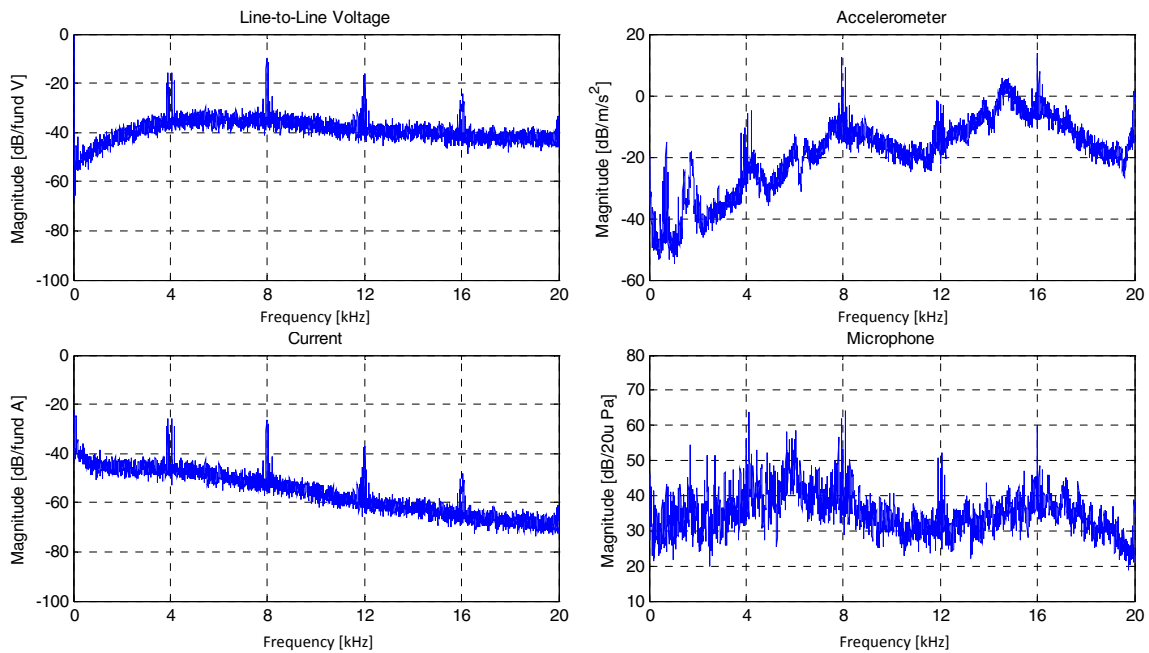 Line-to-Line Voltage
Magnitude [dB/fund V]
0
-20
-40
-60
-80
-100
0 4 8 12 16 20
Frequency [kHz]
Accelerometer
Magnitude [dB/m/s²]
20
0
-20
-40
-60
0 4 8 12 16 20
Frequency [kHz]
Current
Magnitude [dB/fund A]
0
-20
-40
-60
-80
-100
0 4 8 12 16 20
Frequency [kHz]
Microphone
Magnitude [dB/20u Pa]
80
70
60
50
40
30
20
10
0 4 8 12 16 20
Frequency [kHz]